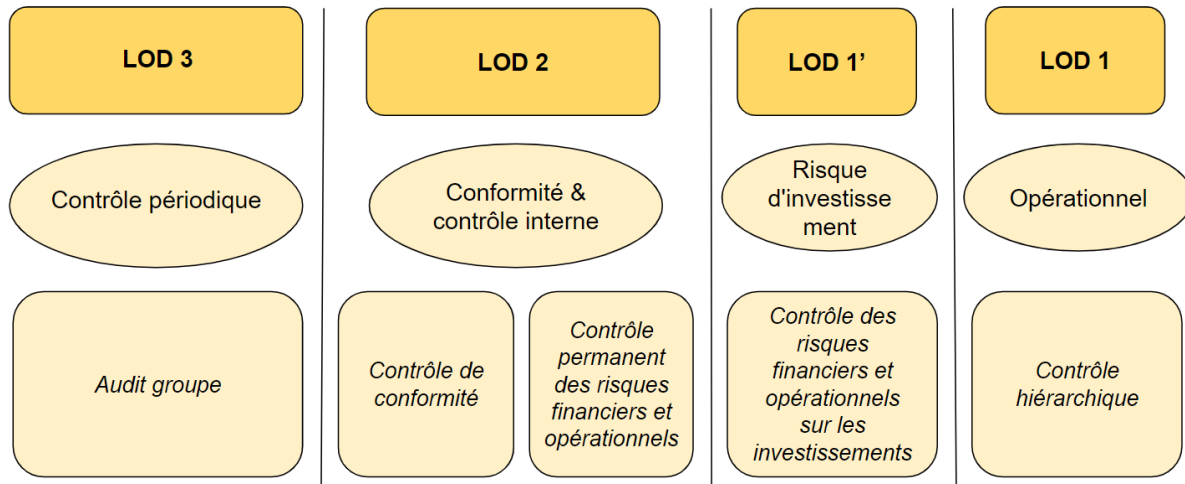 LOD 3
LOD 2
LOD 1’
LOD 1
Contrôle périodique
Conformité &
contrôle interne
Risque
d'investisse
ment
Opérationnel
Audit groupe
Contrôle de
conformité
Contrôle
permanent
des risques
financiers et
opérationnels
Contrôle des
risques
financiers et
opérationnels
sur les
investissements
Contrôle
hiérarchique